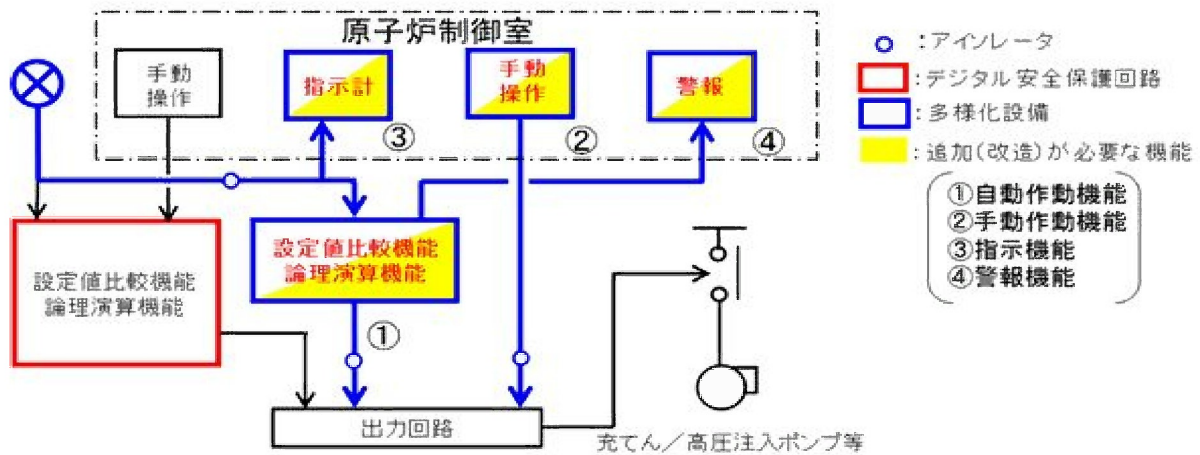 原子炉制御室
手動
操作
指示計
手動
操作
警報
③
②
④
設定値比較機能
論理演算機能
設定値比較機能
論理演算機能
①
出力回路
充てん／高圧注入ポンプ等
：アイソレータ
：デジタル安全保護回路
：多様化設備
：追加(改造)が必要な機能
①自動作動機能
②手動作動機能
③指示機能
④警報機能